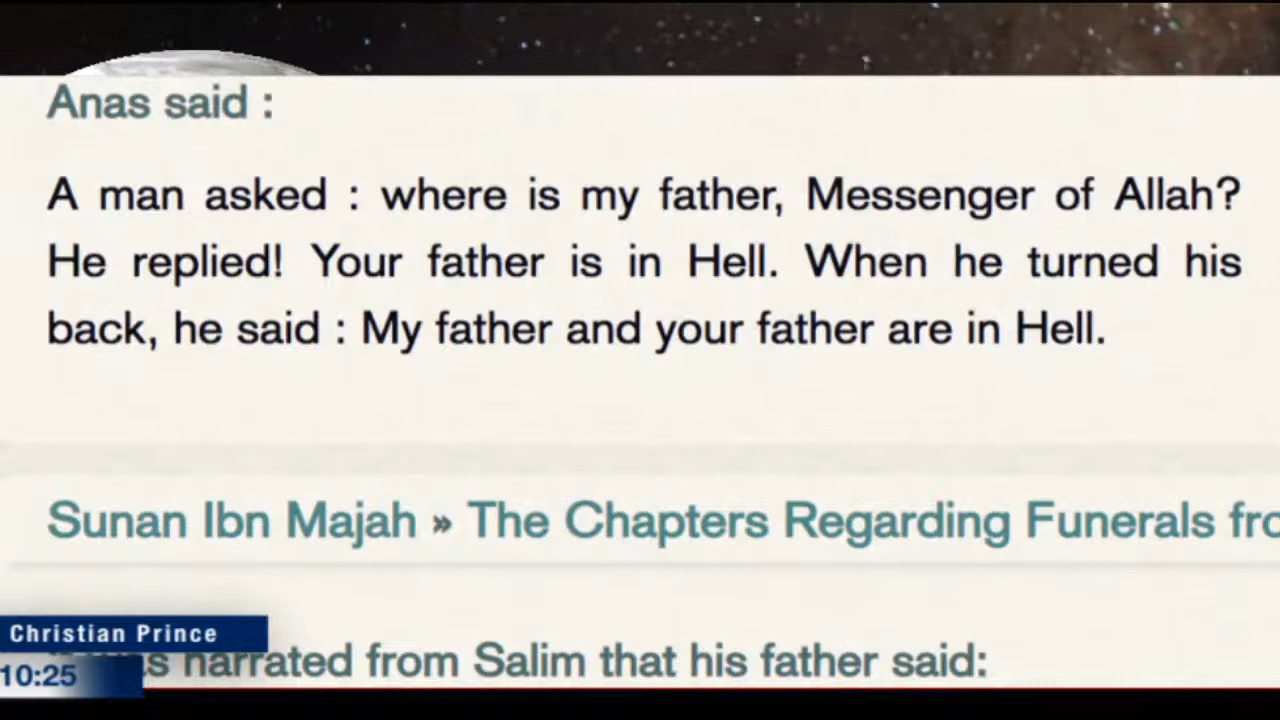 Anas said :
A man asked : where is my father, Messenger of Allah?
He replied! Your father is in Hell. When he turned his
back, he said : My father and your father are in Hell.
Sunan Ibn Majah » The Chapters Regarding Funerals
narrated from Salim that his father said:
Christian Prince
10:25